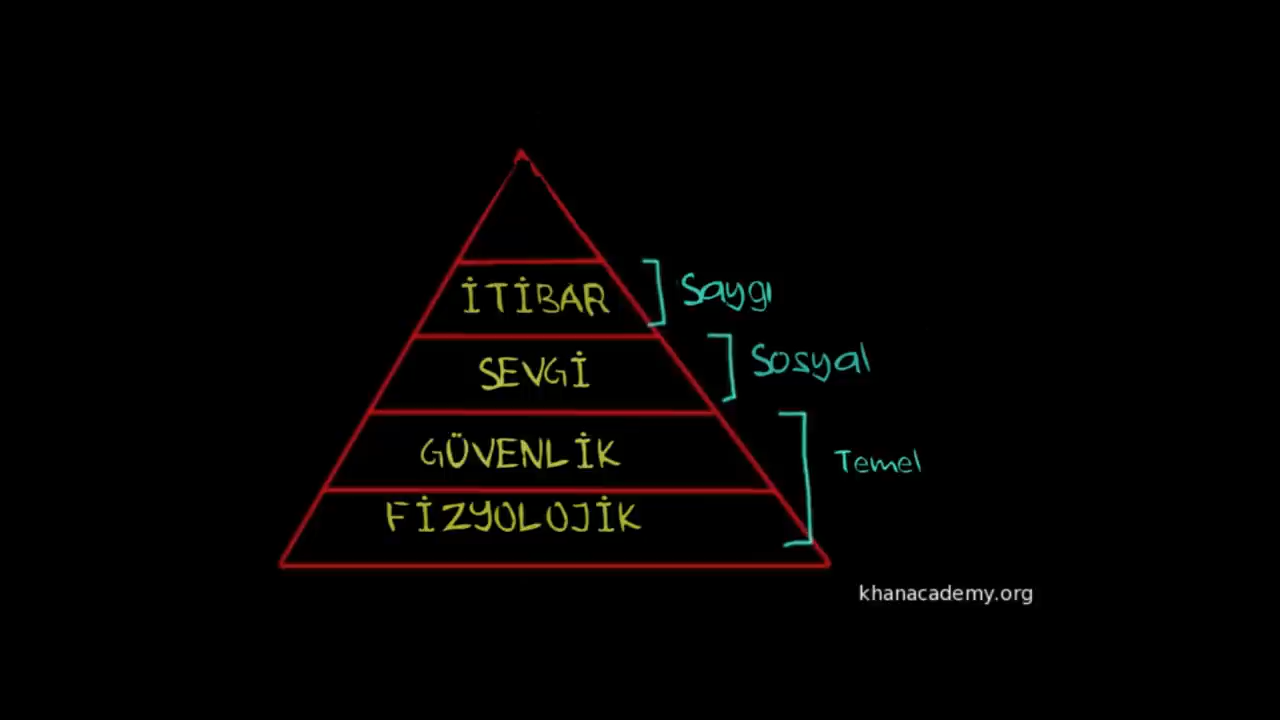 İTİBAR
Saygı
SEVGİ
Sosyal
GÜVENLİK
Temel
FİZYOLOJİK
khanacademy.org